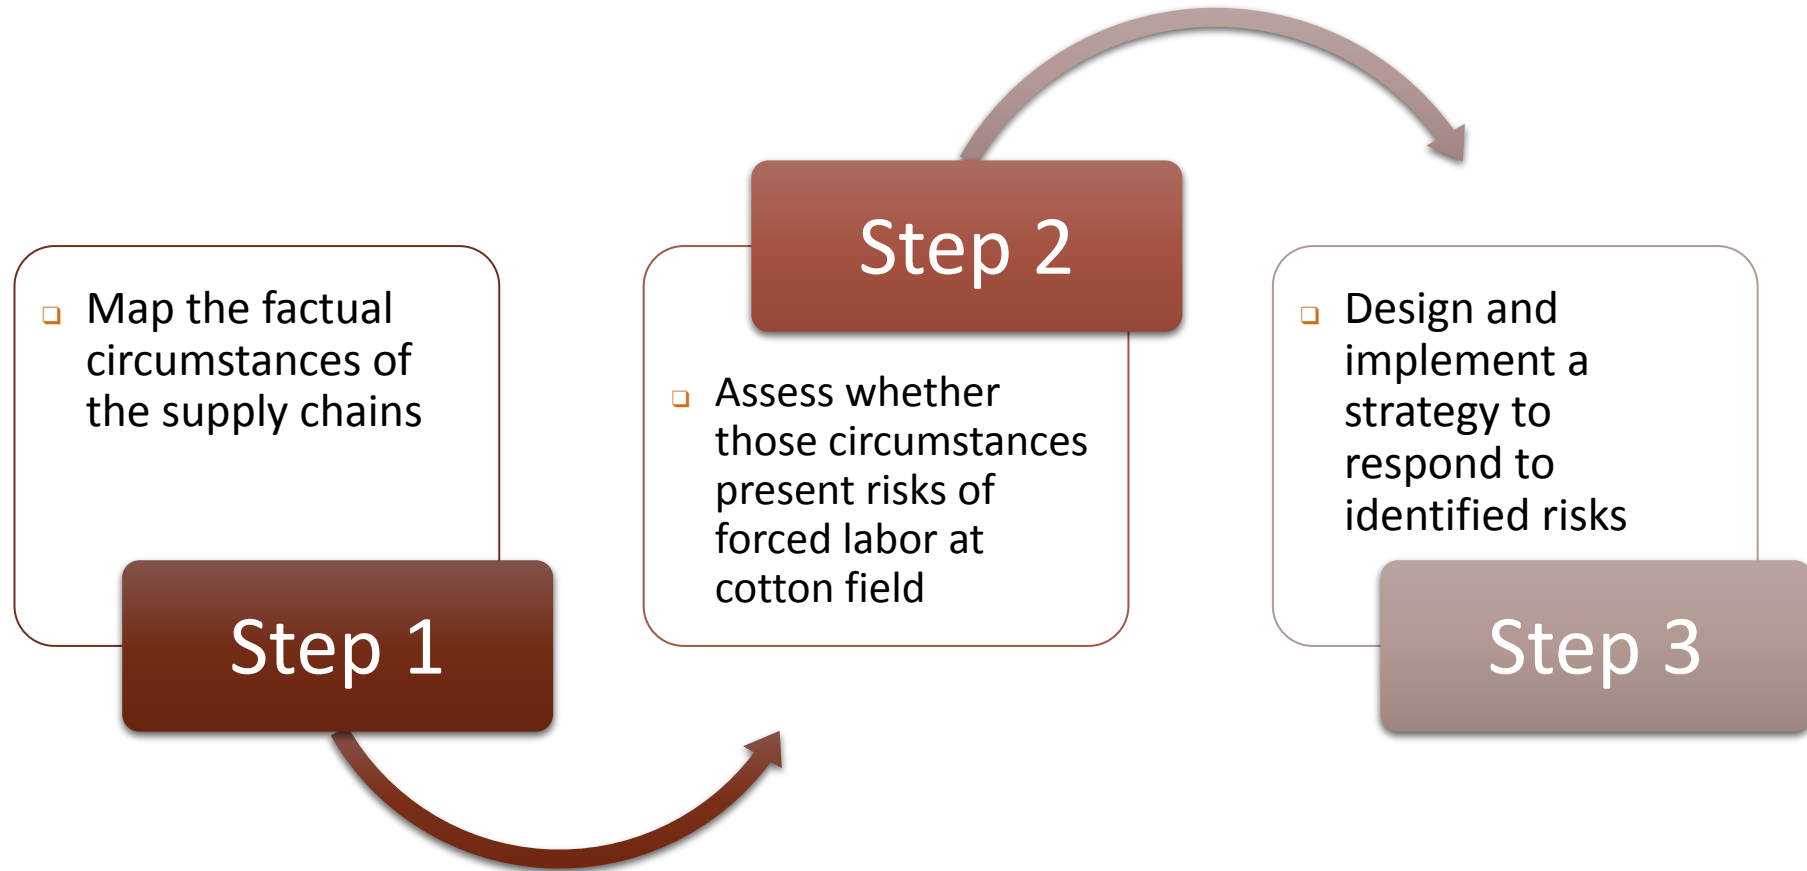 Map the factual
circumstances of
the supply chains
Step 1
Step 2
Assess whether
those circumstances
present risks of
forced labor at
cotton field
Design and
implement a
strategy to
respond to
identified risks
Step 3